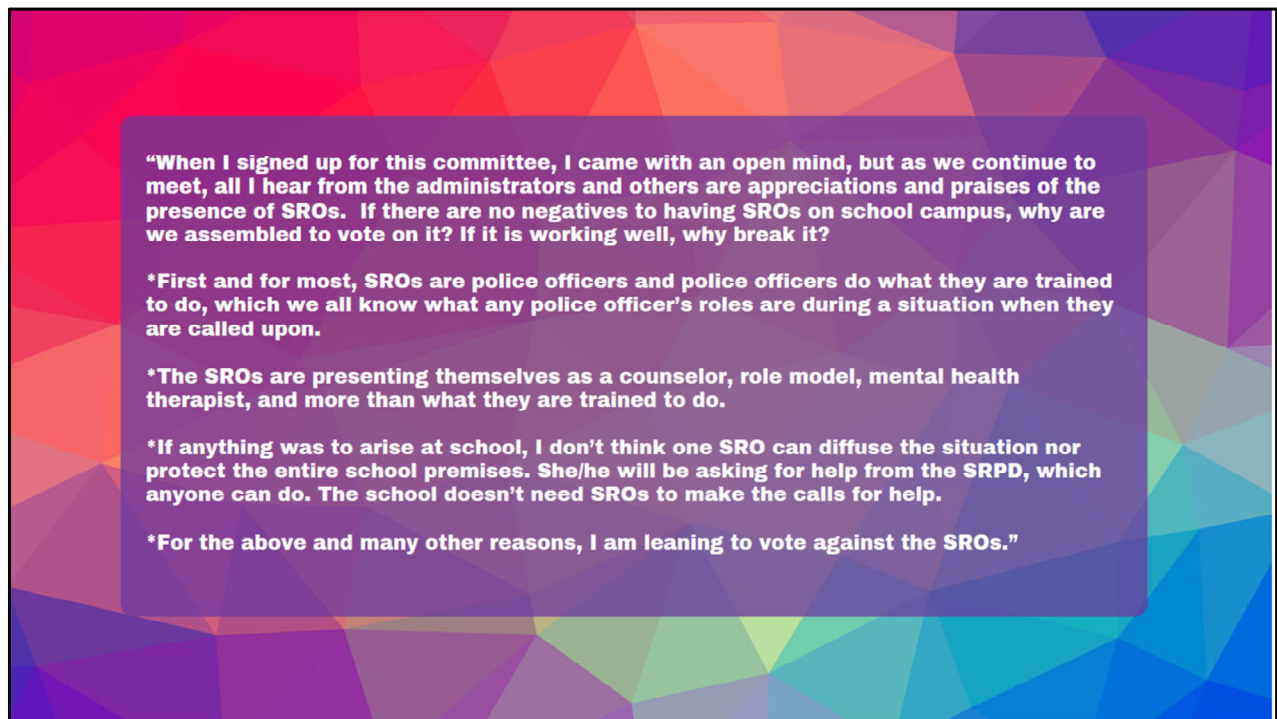 “When I signed up for this committee, I came with an open mind, but as we continue to
meet, all I hear from the administrators and others are appreciations and praises of the
presence of SROs.  If there are no negatives to having SROs on school campus, why are
we assembled to vote on it? If it is working well, why break it?
*First and for most, SROs are police officers and police officers do what they are trained
to do, which we all know what any police officer’s roles are during a situation when they
are called upon.
*The SROs are presenting themselves as a counselor, role model, mental health
therapist, and more than what they are trained to do.
*If anything was to arise at school, I don’t think one SRO can diffuse the situation nor
protect the entire school premises. She/he will be asking for help from the SRPD, which
anyone can do. The school doesn’t need SROs to make the calls for help.
*For the above and many other reasons, I am leaning to vote against the SROs.”